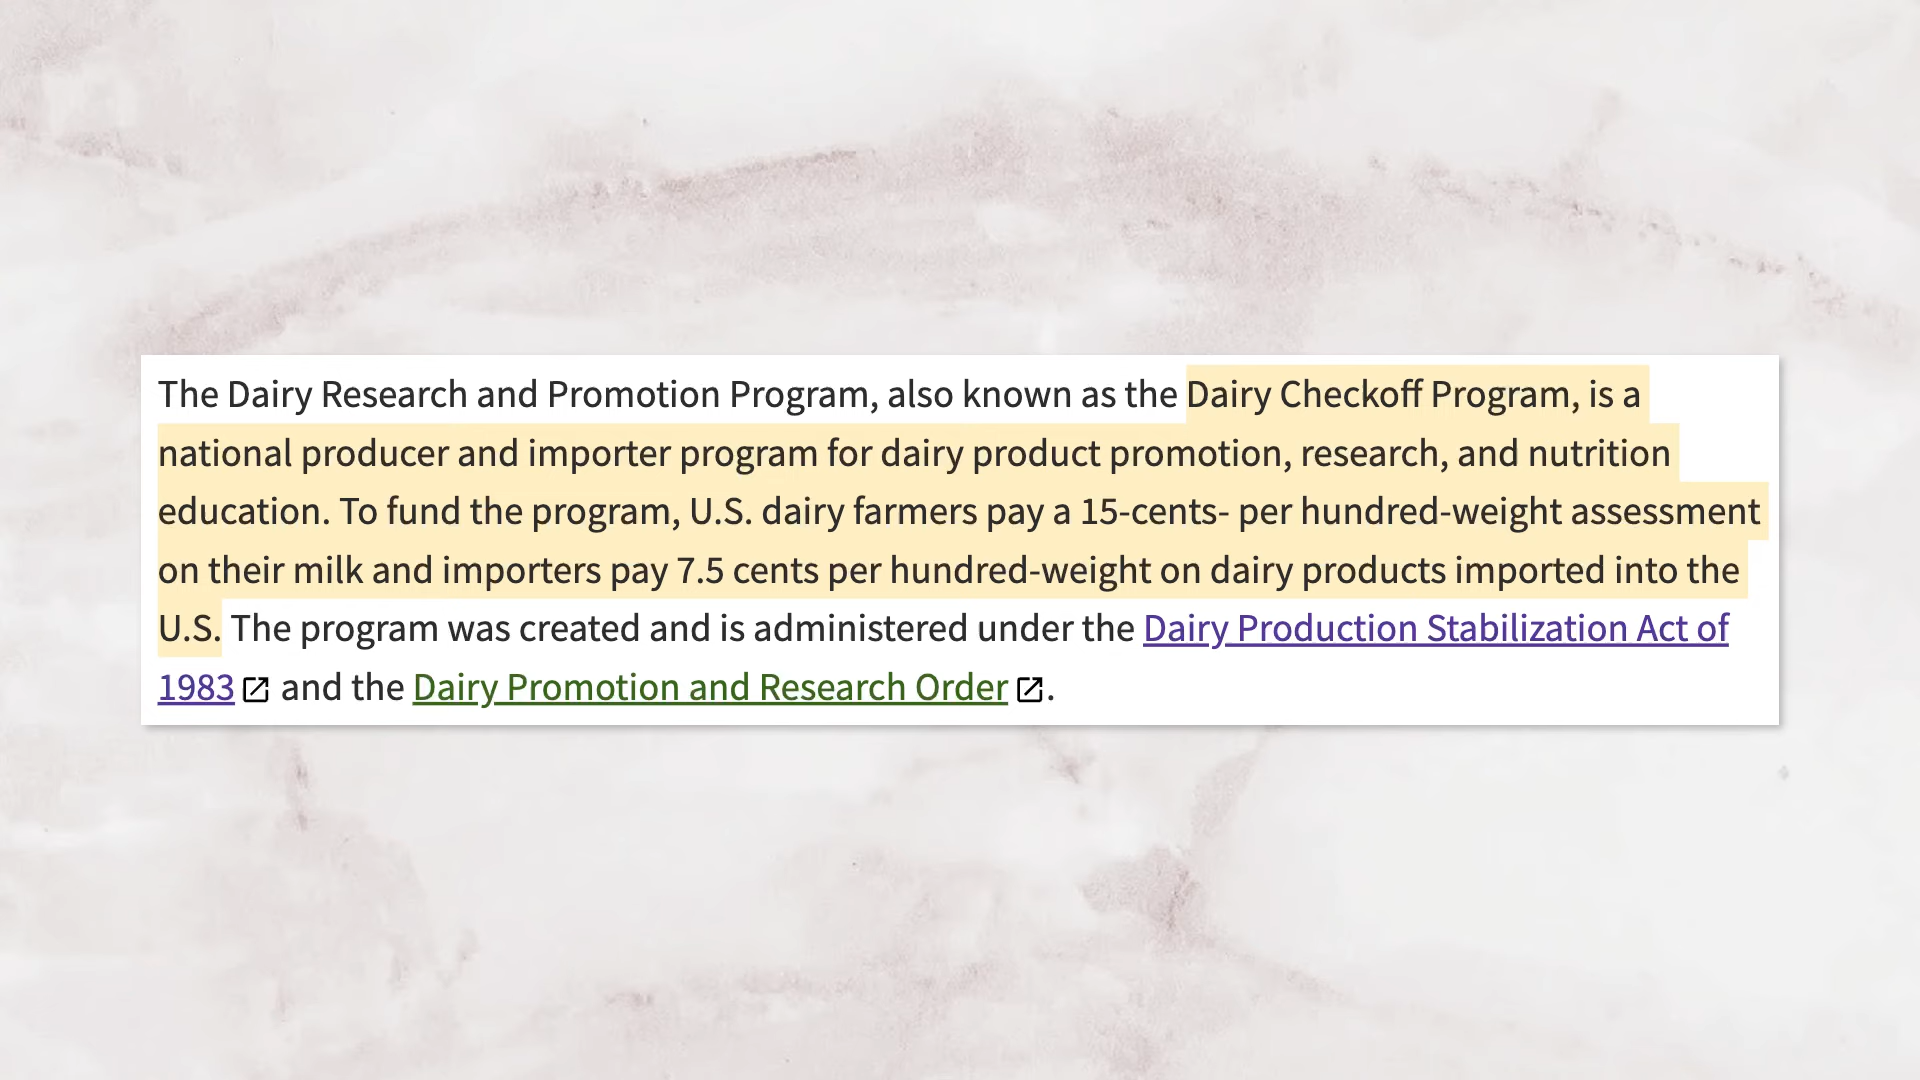 The Dairy Research and Promotion Program, also known as the Dairy Checkoff Program, is a
national producer and importer program for dairy product promotion, research, and nutrition
education. To fund the program, U.S. dairy farmers pay a 15-cents- per hundred-weight assessment
on their milk and importers pay 7.5 cents per hundred-weight on dairy products imported into the
U.S. The program was created and is administered under the Dairy Production Stabilization Act of
1983 and the Dairy Promotion and Research Order.